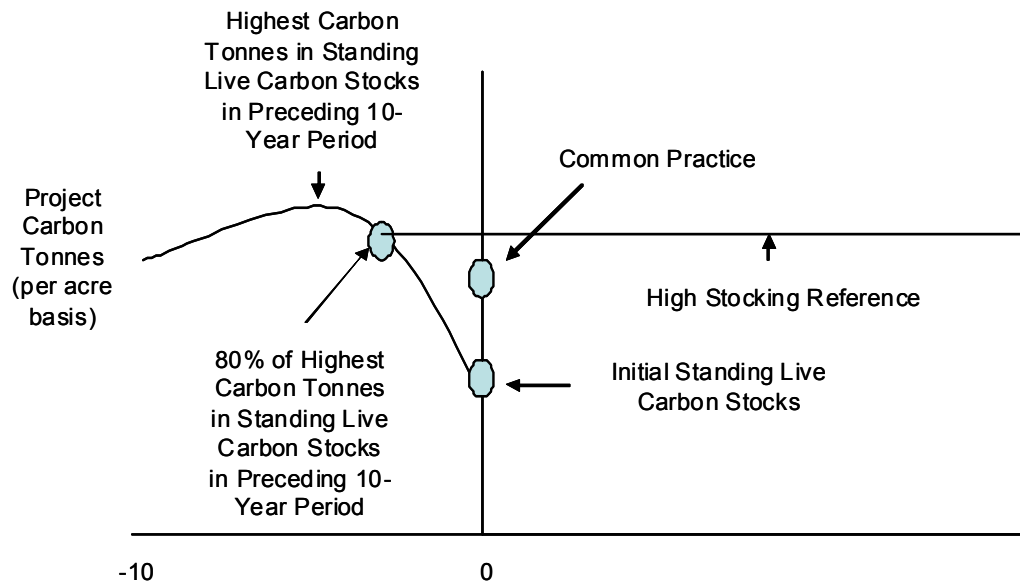 Highest Carbon
Tonnes in Standing
Live Carbon Stocks
in Preceding 10-
Year Period
Common Practice
Project
Carbon
Tonnes
(per acre
basis)
High Stocking Reference
80% of Highest
Carbon Tonnes
in Standing Live
Carbon Stocks
in Preceding 10-
Year Period
Initial Standing Live
Carbon Stocks
-10
0